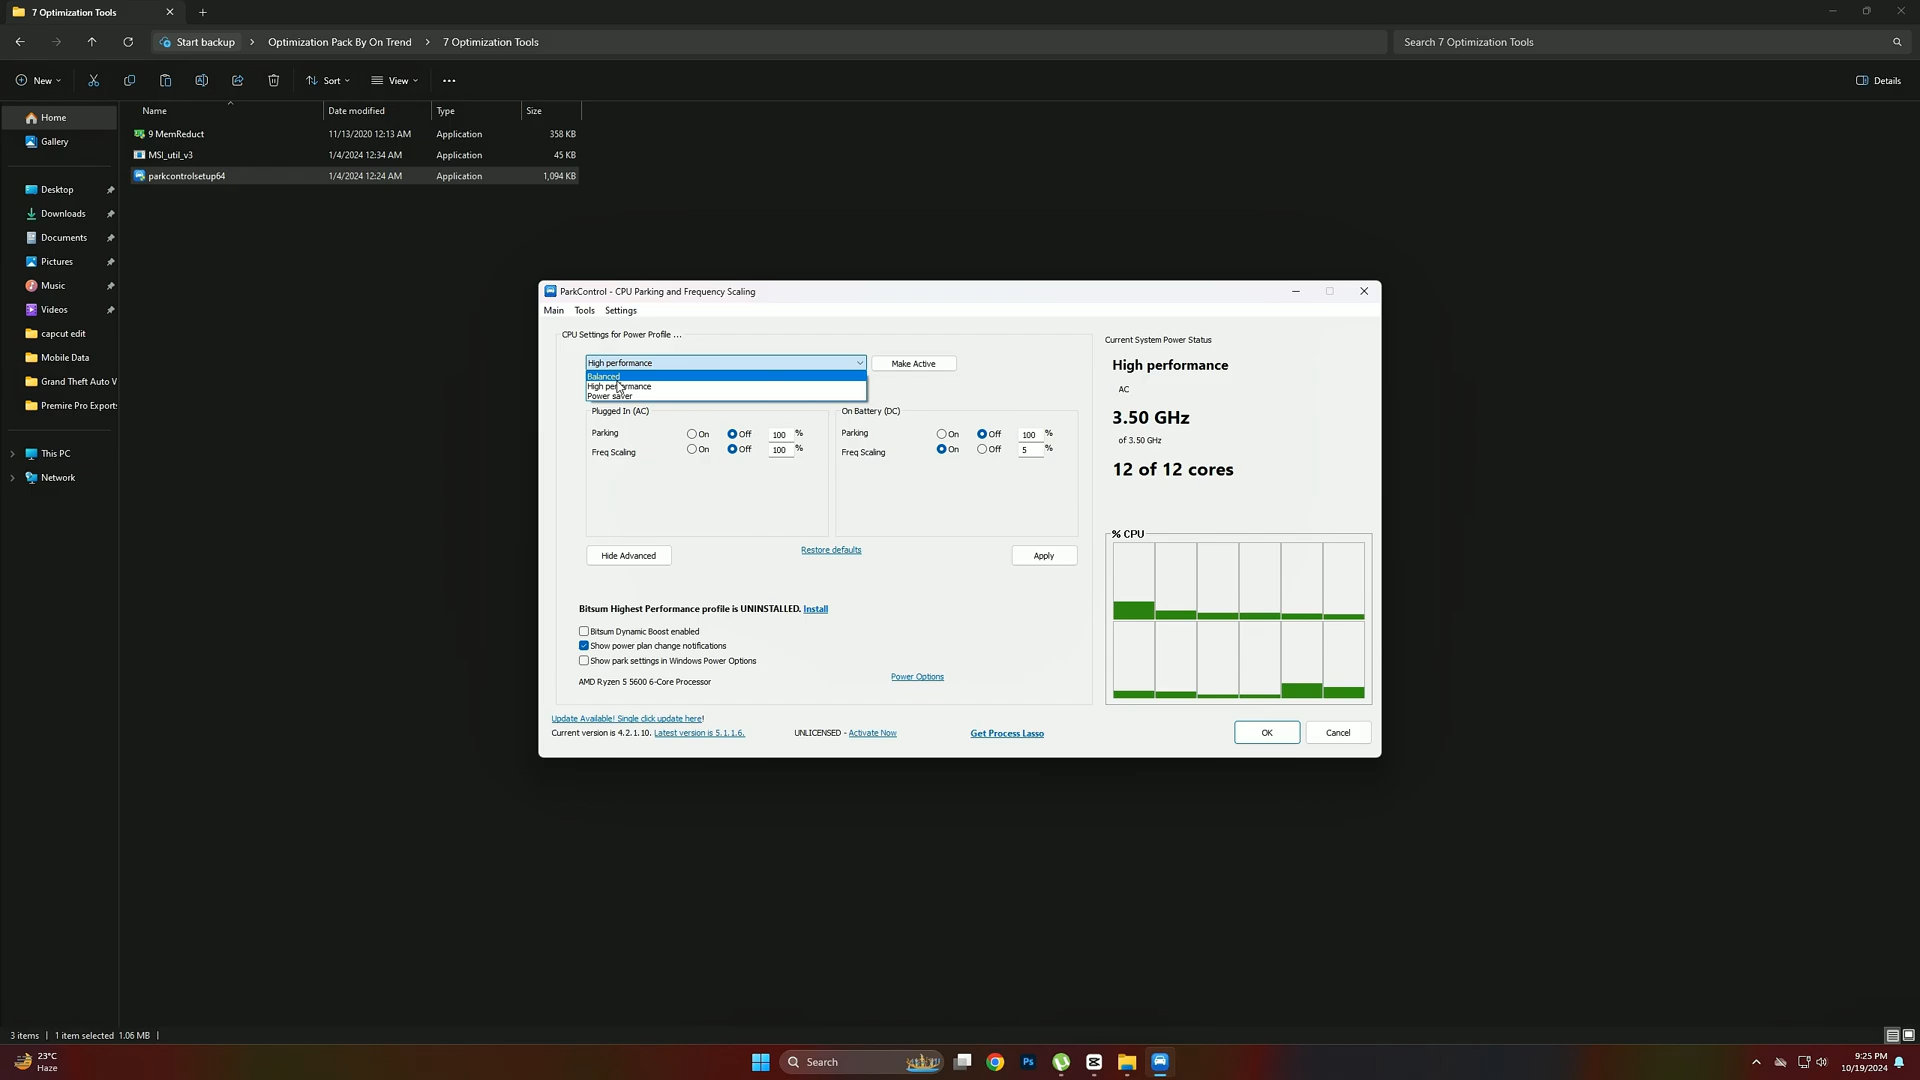 7 Optimization Tools
Start backup
Optimization Pack By On Trend
7 Optimization Tools
Search 7 Optimization Tools
New
Sort
View
Details
Name
Date modified
Type
Size
Home
Gallery
Desktop
Downloads
Documents
Pictures
Music
Videos
capcut edit
Mobile Data
Grand Theft Auto V
Premire Pro Exports
This PC
Network
9 MemReduct 11/13/2020 12:13 AM Application 358 KB
MSI_util_v3 1/4/2024 12:34 AM Application 45 KB
parkcontrolsetup64 1/4/2024 12:24 AM Application 1,094 KB
ParkControl - CPU Parking and Frequency Scaling
Main Tools Settings
CPU Settings for Power Profile ...
High performance
Make Active
Balanced
High performance
Power saver
Plugged In (AC)
Parking On Off 100 %
Freq Scaling On Off 100 %
On Battery (DC)
Parking On Off 100 %
Freq Scaling On Off 5 %
Hide Advanced
Restore defaults
Apply
Bitsum Highest Performance profile is UNINSTALLED. Install
Bitsum Dynamic Boost enabled
Show power plan change notifications
Show park settings in Windows Power Options
AMD Ryzen 5 5600 6-Core Processor
Power Options
Update Available! Single click update here!
Current version is 4.2.1.10. Latest version is 5.1.1.6.
UNLICENSED - Activate Now
Get Process Lasso
Current System Power Status
High performance
AC
3.50 GHz
of 3.50 GHz
12 of 12 cores
% CPU
OK
Cancel
3 items
1 item selected 1.06 MB
23°C
Haze
Search
Ps
9:25 PM
10/19/2024